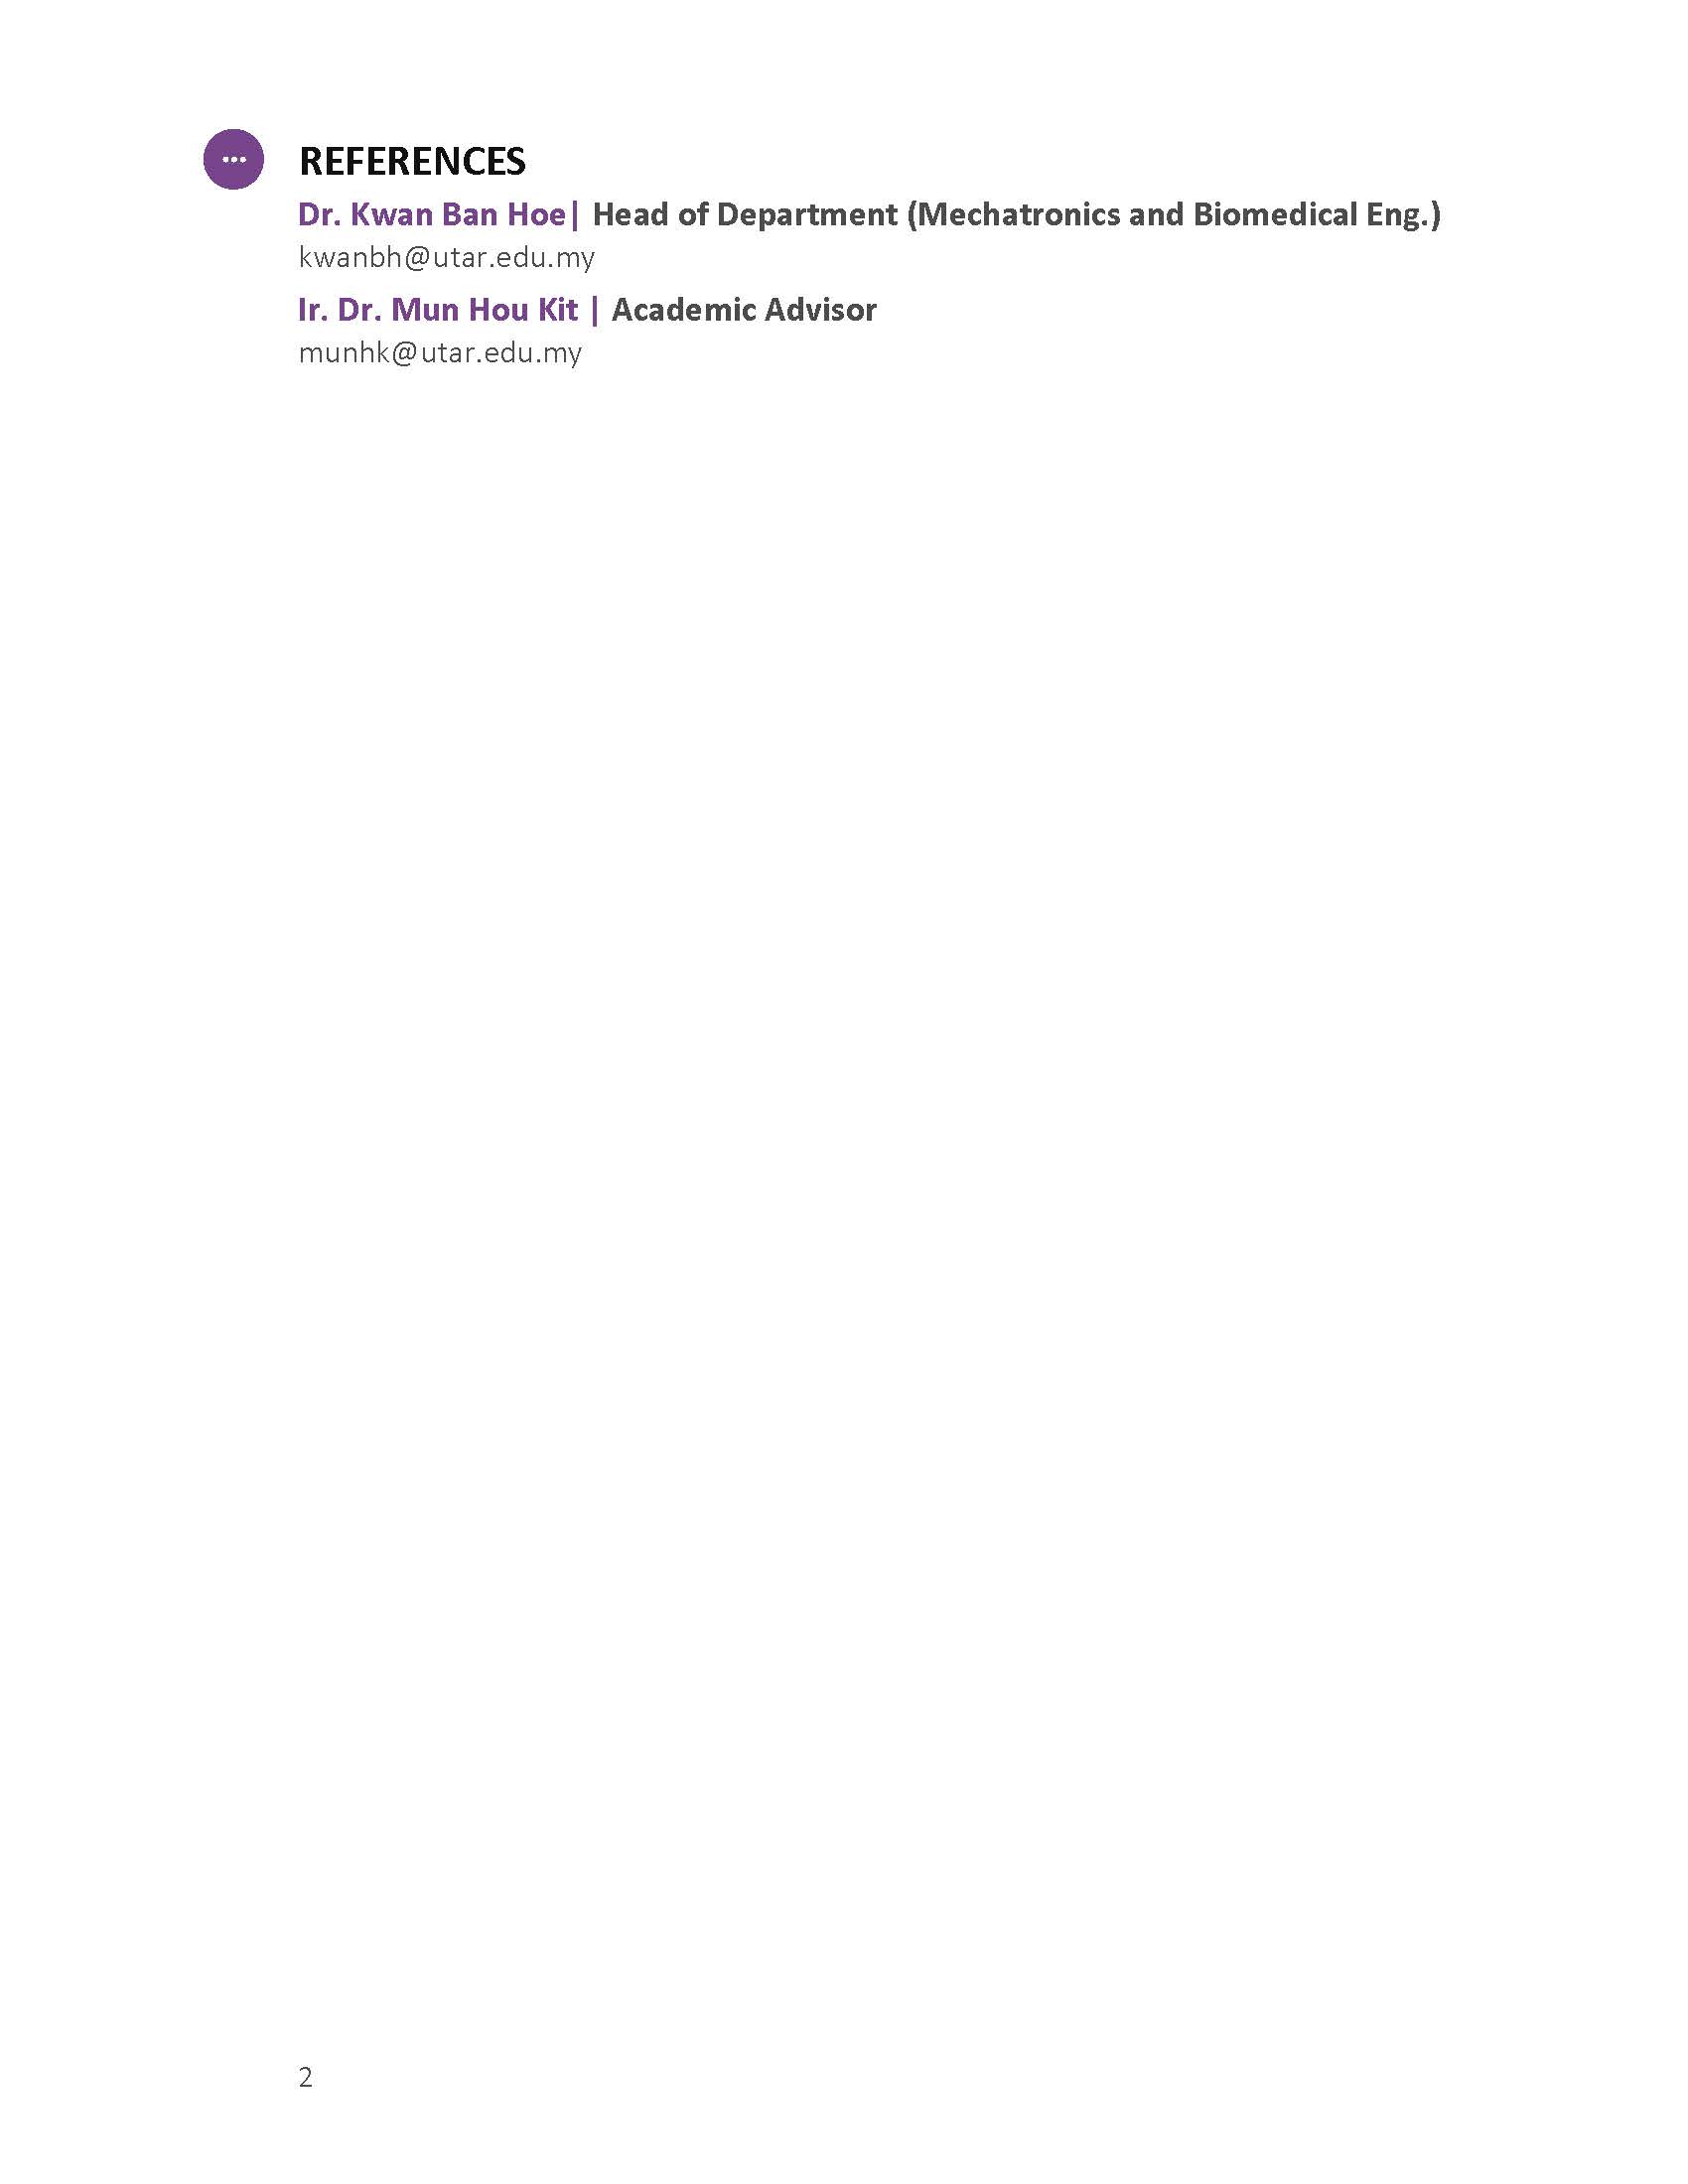 REFERENCES
Dr. Kwan Ban Hoe| Head of Department (Mechatronics and Biomedical Eng.)
kwanbh@utar.edu.my
Ir. Dr. Mun Hou Kit | Academic Advisor
munhk@utar.edu.my
2